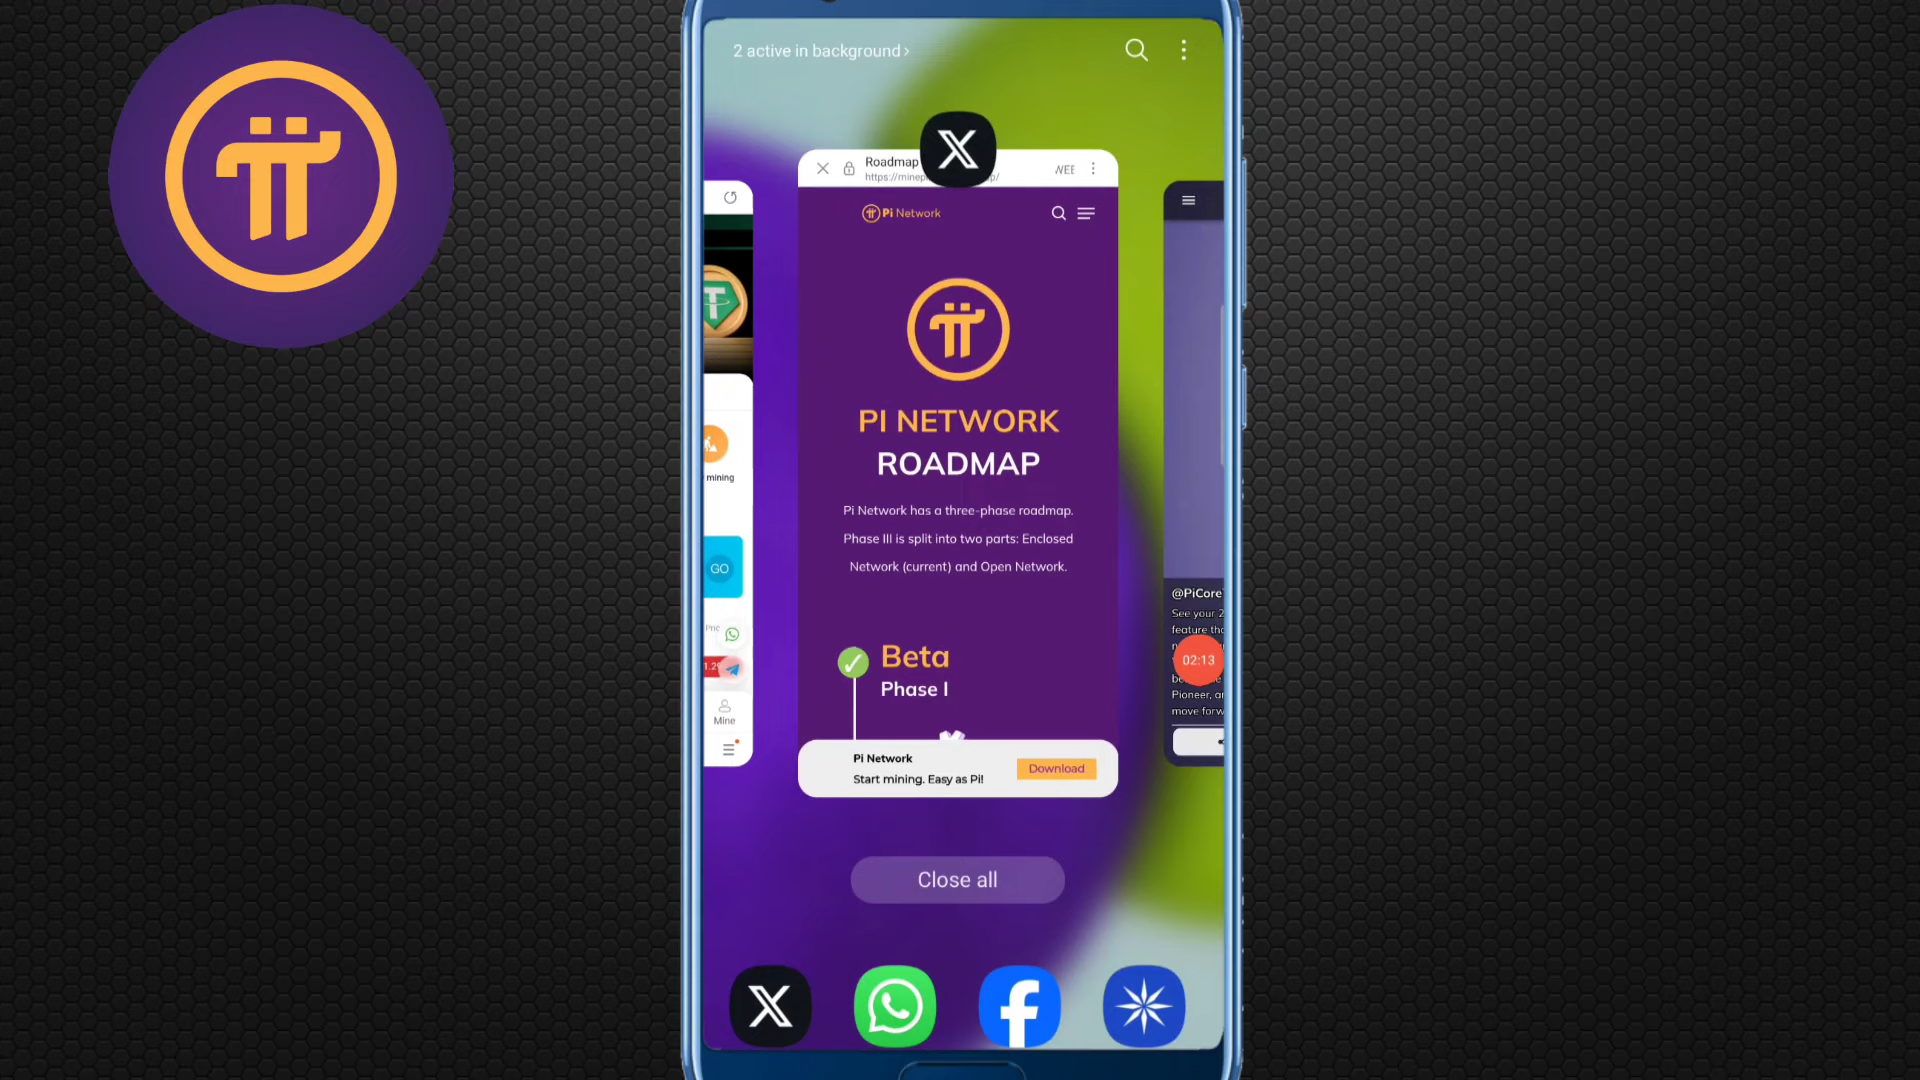 2 active in background ›
Roadmap
Pi Network
PI NETWORK
ROADMAP
Pi Network has a three-phase roadmap.
Phase III is split into two parts: Enclosed
Network (current) and Open Network.
Beta
Phase I
Pi Network
Start mining. Easy as Pi!
Download
mining
GO
Mine
@PiCore
See your 2
feature
02:13
Pioneer,
move forw
Close all